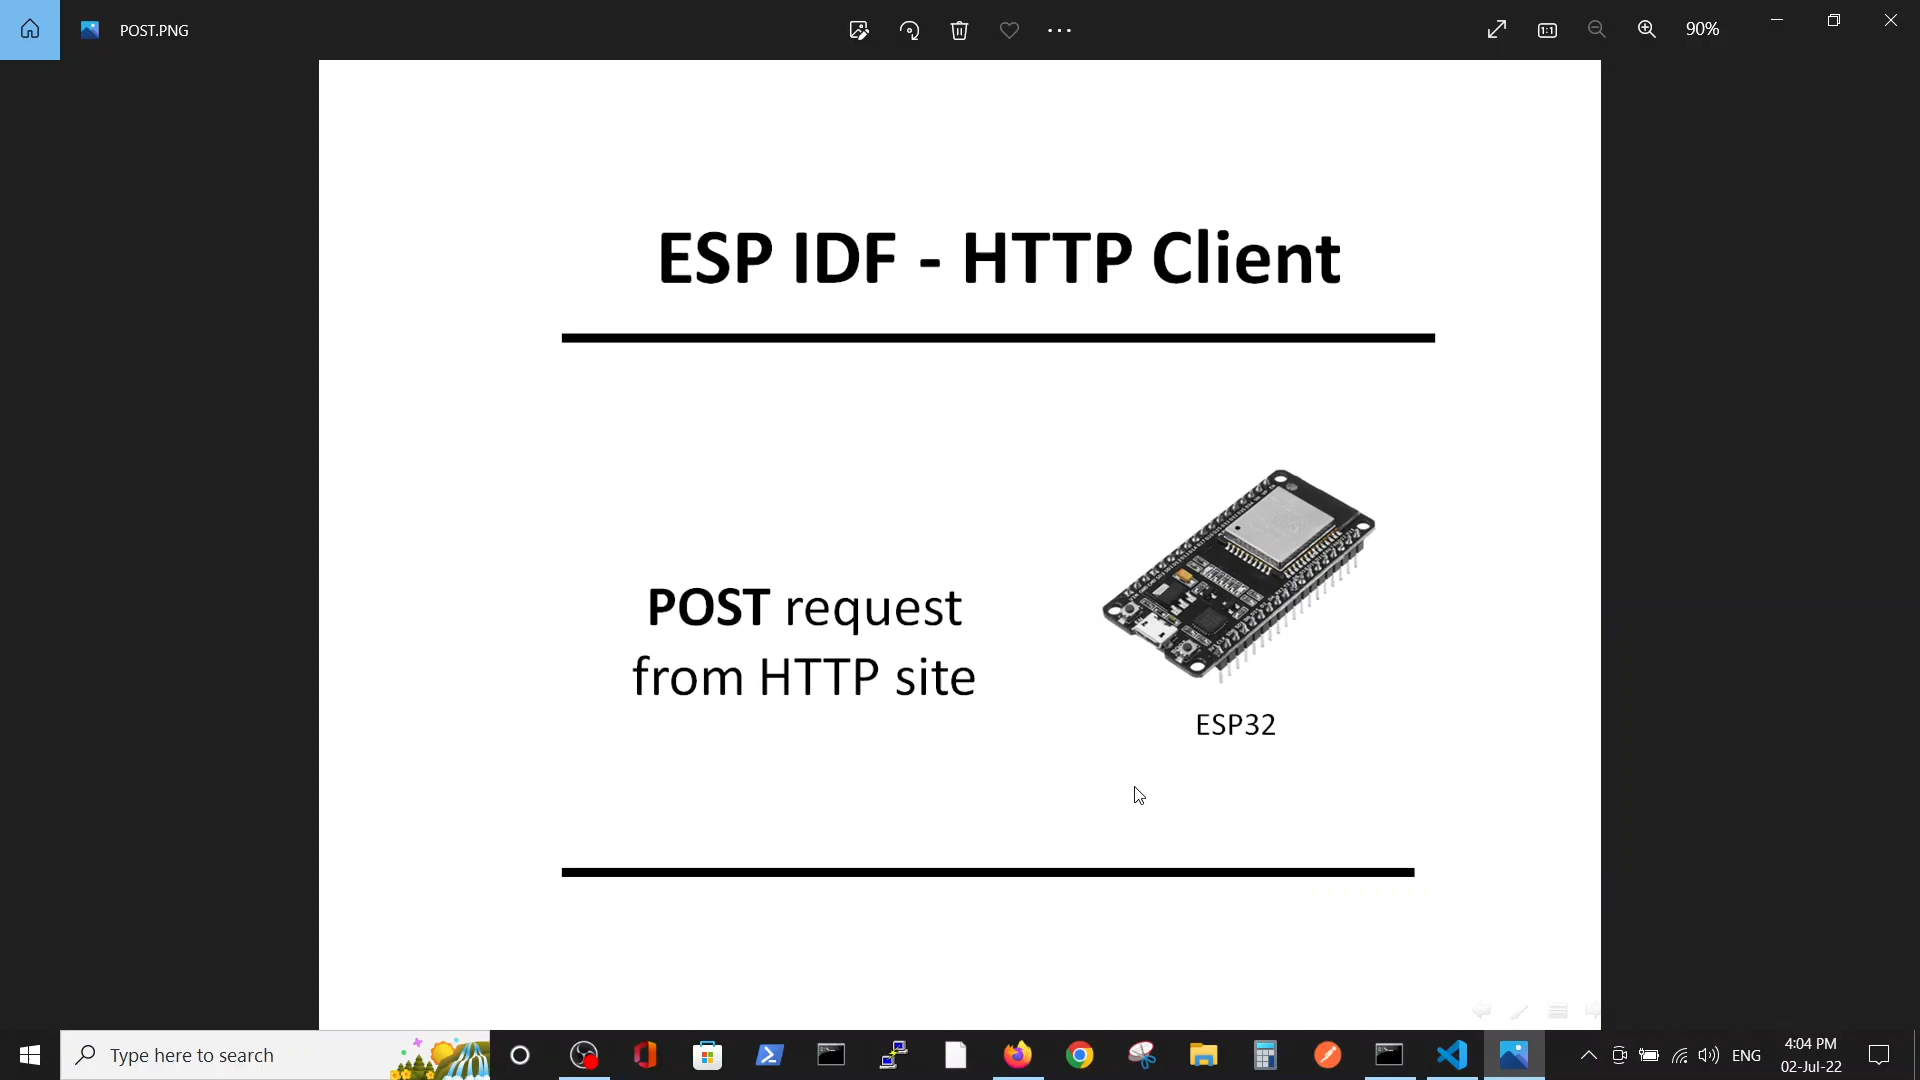 POST.PNG
90%
ESP IDF - HTTP Client
POST request
from HTTP site
ESP32
Type here to search
ENG
4:04 PM
02-Jul-22